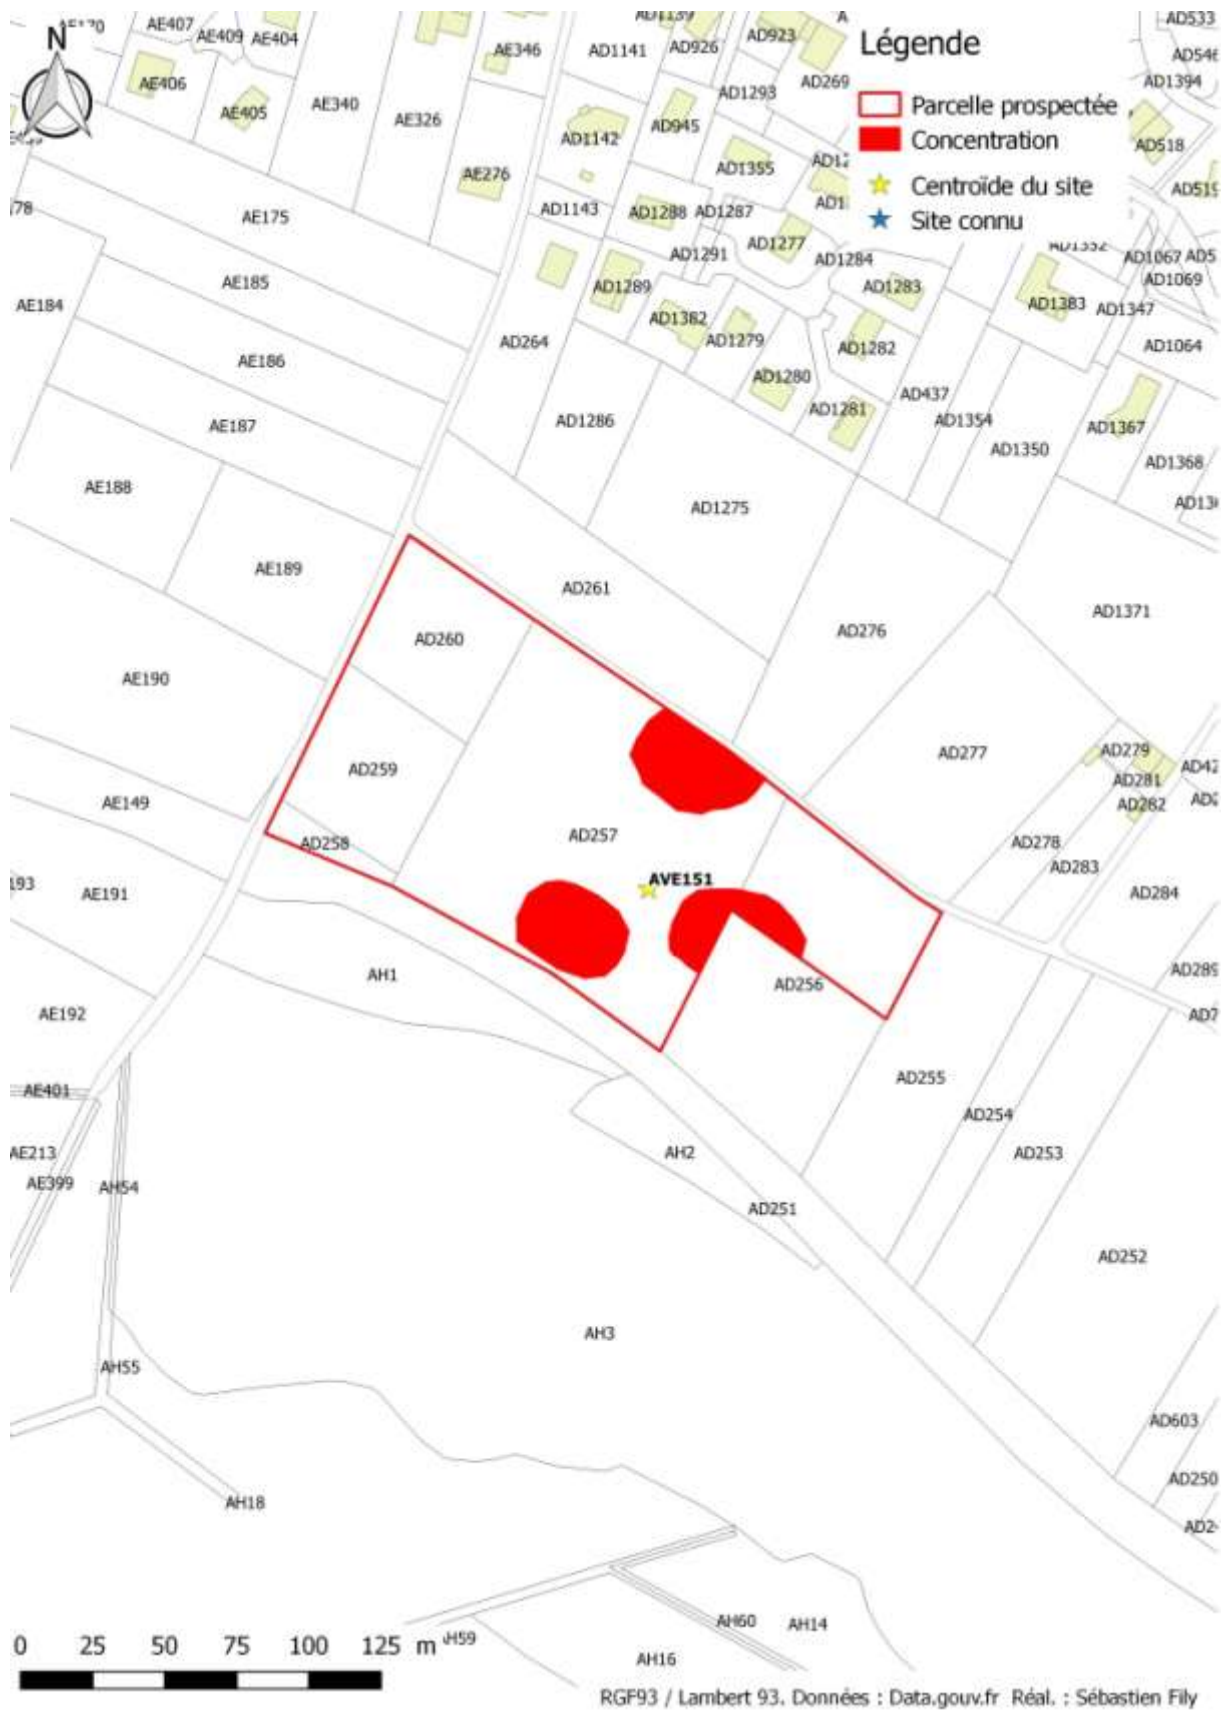 N
Légende
Parcelle prospectée
Concentration
Centroïde du site
Site connu
AE407
AE409
AE404
AE406
AE405
AE340
AE326
AE346
AE276
AD1141
AD1139
AD926
AD923
AD269
AD1293
AD945
AD1142
AD1355
AD533
AD546
AD1394
AD518
AD519
AE175
AD1143
AD1288
AD1287
AD1277
AD1291
AD1284
AD1352
AD1067
AD1069
AE185
AD1289
AD1283
AD1383
AD1347
AE184
AD264
AD1382
AD1279
AD1282
AD1064
AE186
AD1280
AD437
AE187
AD1286
AD1281
AD1354
AD1350
AD1367
AE188
AD1275
AD1368
AE189
AD261
AD1371
AD260
AD276
AE190
AD259
AD277
AD279
AD281
AD282
AE149
AD258
AD257
AD278
AD283
AVE151
193
AE191
AD284
AH1
AD256
AD289
AE192
AE401
AD255
AD254
AE213
AE399
AH54
AH2
AD253
AD251
AD252
AH3
AH55
AD603
AD250
AH18
AH60
AH14
AH16
0 25 50 75 100 125 m
RGF93 / Lambert 93. Données : Data.gouv.fr Réal. : Sébastien Fily